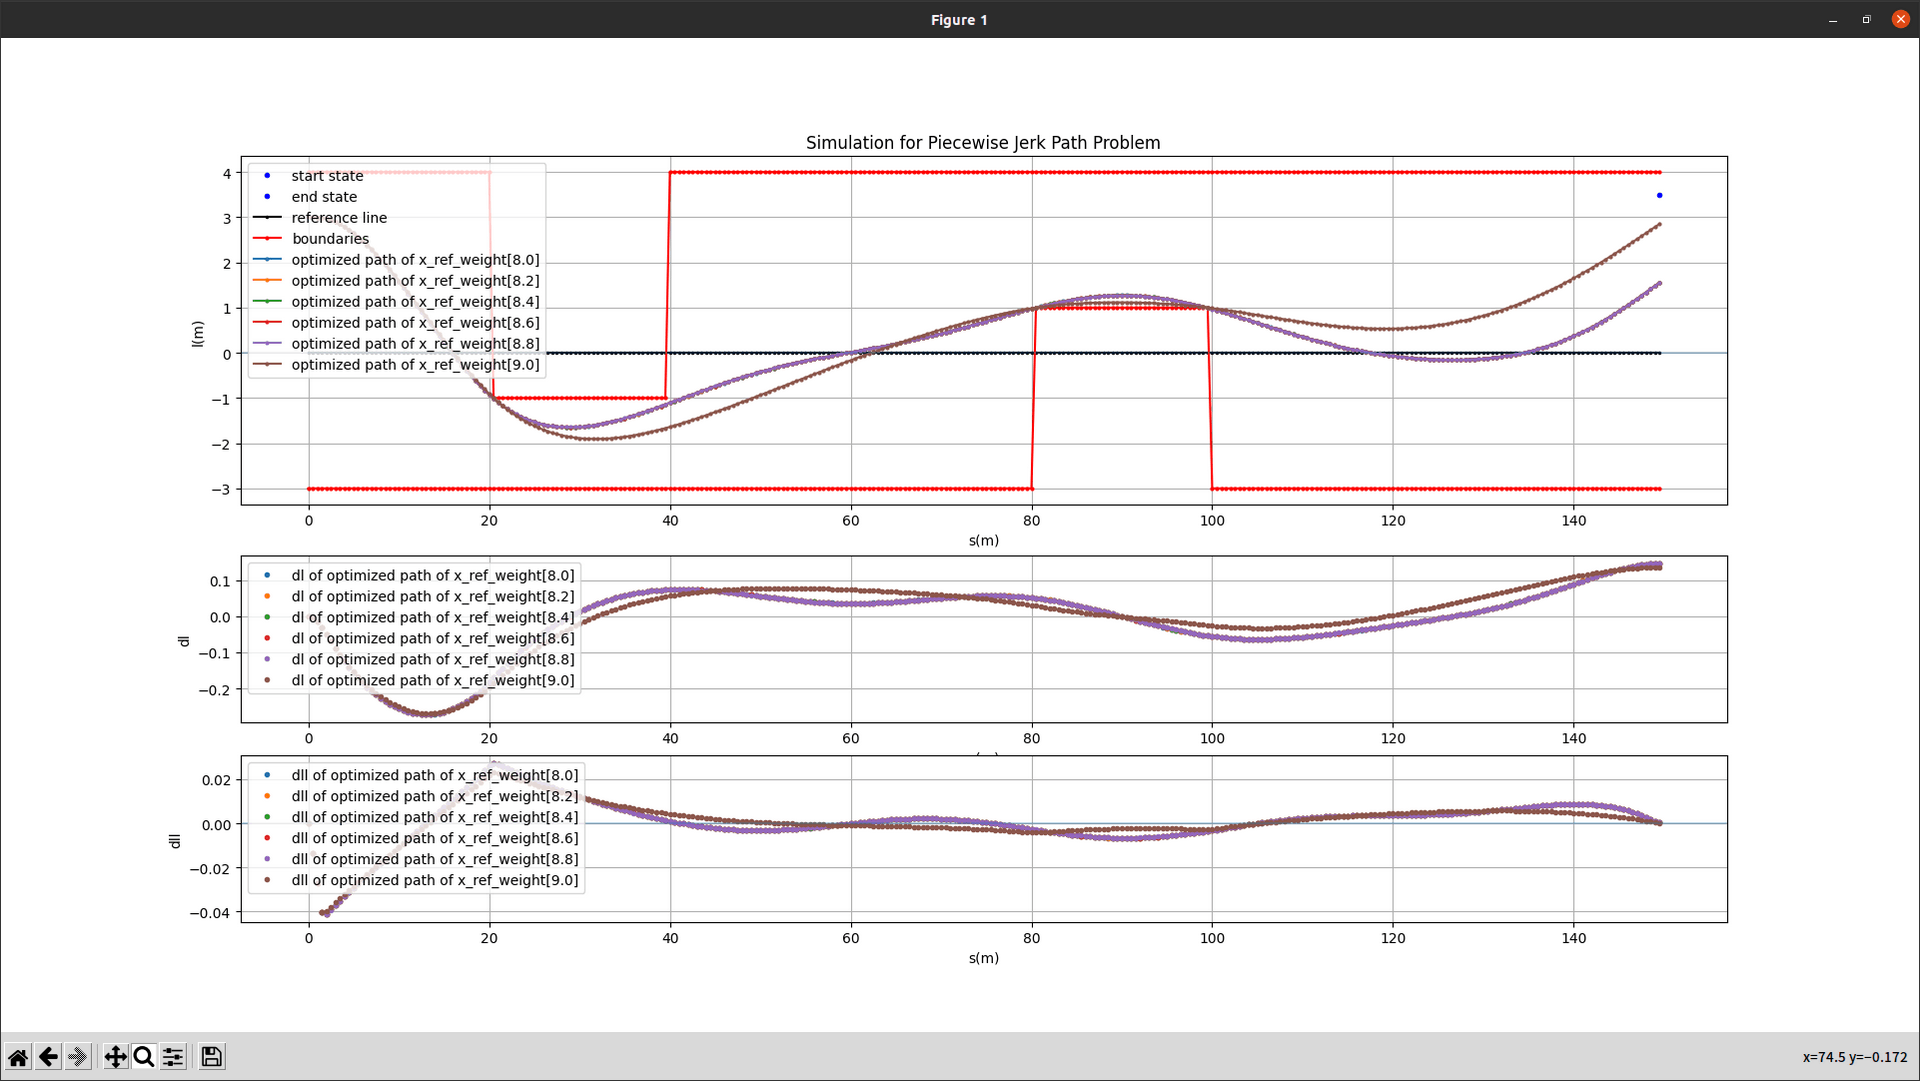 Figure 1
Simulation for Piecewise Jerk Path Problem
4
3
2
1
0
−1
−2
−3
l(m)
start state
end state
reference line
boundaries
optimized path of x_ref_weight[8.0]
optimized path of x_ref_weight[8.2]
optimized path of x_ref_weight[8.4]
optimized path of x_ref_weight[8.6]
optimized path of x_ref_weight[8.8]
optimized path of x_ref_weight[9.0]
0 20 40 60 80 100 120 140
s(m)
0.1
0.0
−0.1
−0.2
dl
dl of optimized path of x_ref_weight[8.0]
dl of optimized path of x_ref_weight[8.2]
dl of optimized path of x_ref_weight[8.4]
dl of optimized path of x_ref_weight[8.6]
dl of optimized path of x_ref_weight[8.8]
dl of optimized path of x_ref_weight[9.0]
0 20 40 60 80 100 120 140
0.02
0.00
−0.02
−0.04
dll
dll of optimized path of x_ref_weight[8.0]
dll of optimized path of x_ref_weight[8.2]
dll of optimized path of x_ref_weight[8.4]
dll of optimized path of x_ref_weight[8.6]
dll of optimized path of x_ref_weight[8.8]
dll of optimized path of x_ref_weight[9.0]
0 20 40 60 80 100 120 140
s(m)
x=74.5 y=−0.172